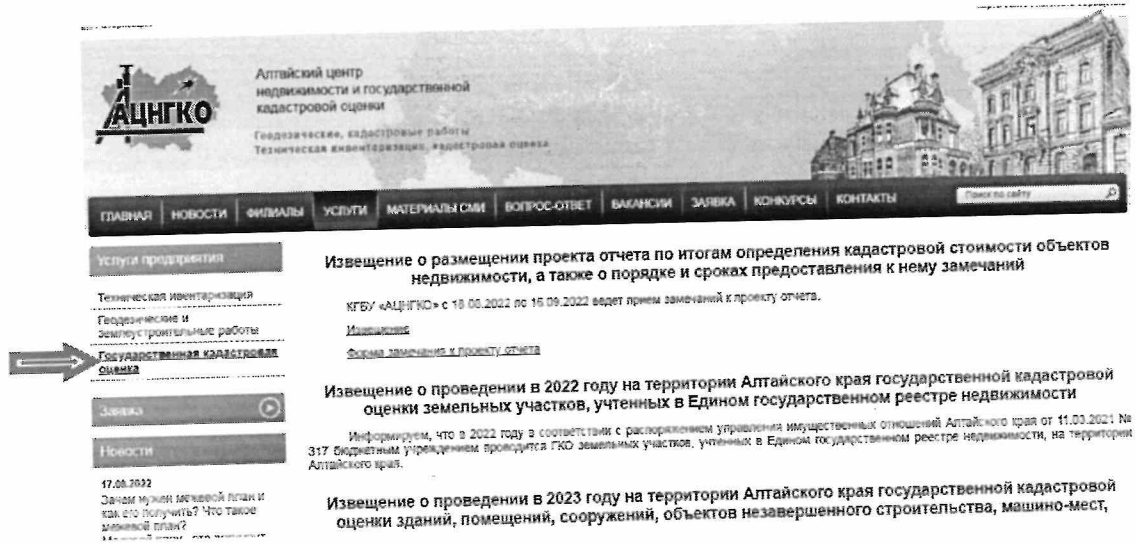 АЦНГКО
Алтайский центр
недвижимости и государственной
кадастровой оценки
Геодезические, кадастровые работы
Техническая инвентаризация, кадастровая оценка
ГЛАВНАЯ НОВОСТИ ФИЛИАЛЫ УСЛУГИ МАТЕРИАЛЫ СМИ ВОПРОС-ОТВЕТ ВАКАНСИИ ЗАЯВКА КОНКУРСЫ КОНТАКТЫ Поиск по сайту
Услуги предприятия
Техническая ивентаризация
Геодезические и
землеустроительные работы
Государственная кадастровая
оценка
Заявка
Новости
17.08.2022
Зачем нужен межевой план и
как его получить? Что такое
межевой план?
Извещение о размещении проекта отчета по итогам определения кадастровой стоимости объектов
недвижимости, а также о порядке и сроках предоставления к нему замечаний
КГБУ «АЦНГКО» с 18.08.2022 по 16.09.2022 ведет прием замечаний к проекту отчета.
Извещение
Форма замечания к проекту отчета
Извещение о проведении в 2022 году на территории Алтайского края государственной кадастровой
оценки земельных участков, учтенных в Едином государственном реестре недвижимости
Информируем, что в 2022 году в соответствии с распоряжением управления имущественных отношений Алтайского края от 11.03.2021 №
317 бюджетным учреждением проводится ГКО земельных участков, учтенных в Едином государственном реестре недвижимости, на территории
Алтайского края.
Извещение о проведении в 2023 году на территории Алтайского края государственной кадастровой
оценки зданий, помещений, сооружений, объектов незавершенного строительства, машино-мест,